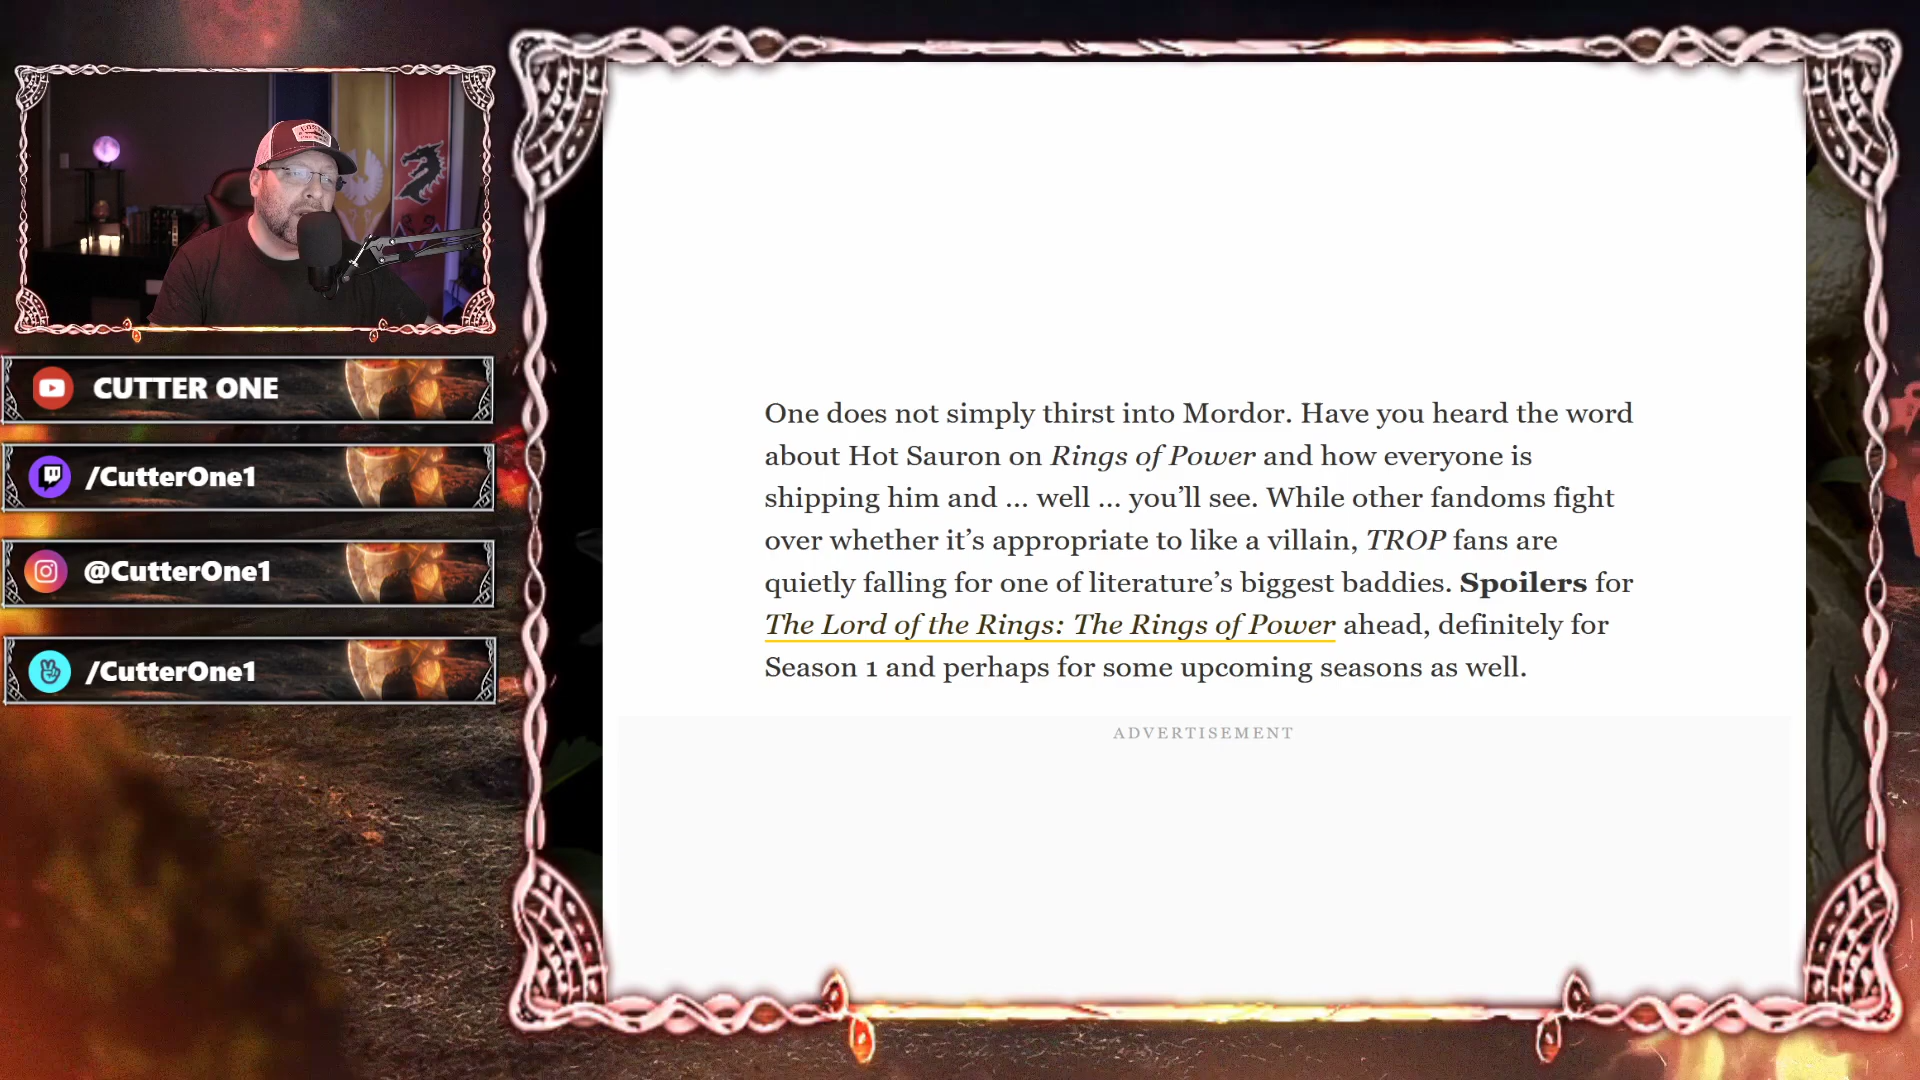 CUTTER ONE
/CutterOne1
@CutterOne1
/CutterOne1
One does not simply thirst into Mordor. Have you heard the word
about Hot Sauron on Rings of Power and how everyone is
shipping him and ... well ... you’ll see. While other fandoms fight
over whether it’s appropriate to like a villain, TROP fans are
quietly falling for one of literature’s biggest baddies. Spoilers for
The Lord of the Rings: The Rings of Power ahead, definitely for
Season 1 and perhaps for some upcoming seasons as well.
ADVERTISEMENT